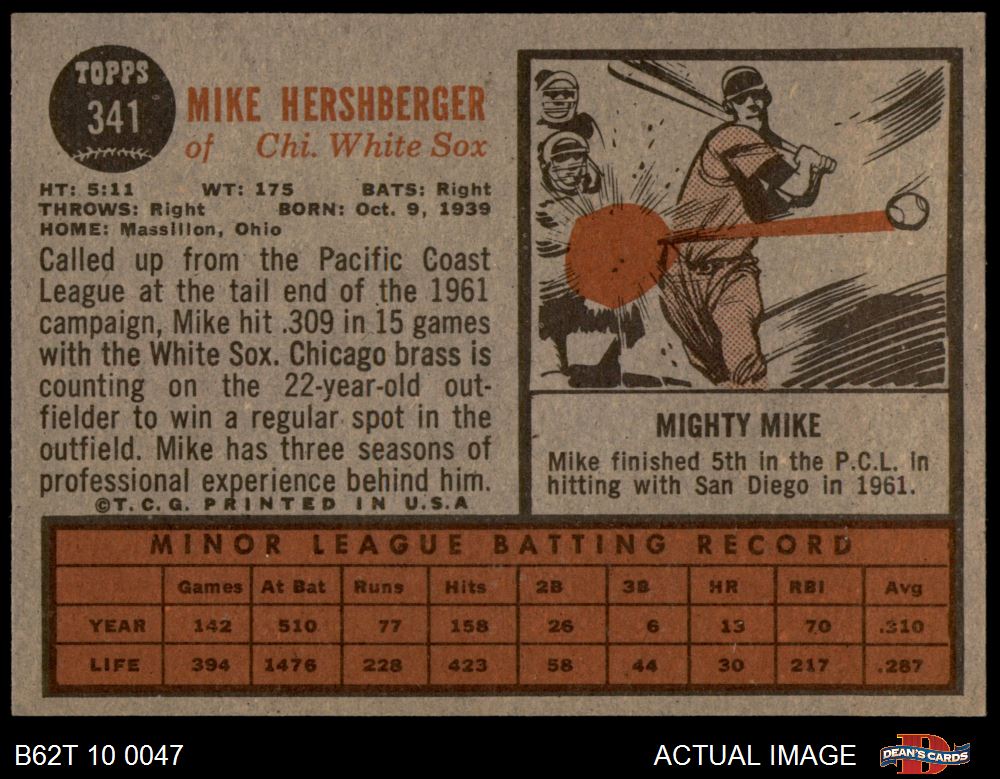 TOPPS
341
MIKE HERSHBERGER
of Chi. White Sox
HT: 5:11 WT: 175 BATS: Right
THROWS: Right BORN: Oct. 9, 1939
HOME: Massillon, Ohio
Called up from the Pacific Coast
League at the tail end of the 1961
campaign, Mike hit .309 in 15 games
with the White Sox. Chicago brass is
counting on the 22-year-old out-
fielder to win a regular spot in the
outfield. Mike has three seasons of
professional experience behind him.
©T. C. G. PRINTED IN U.S.A
MIGHTY MIKE
Mike finished 5th in the P.C.L. in
hitting with San Diego in 1961.
MINOR LEAGUE BATTING RECORD
Games At Bat Runs Hits 2B 3B HR RBI Avg
YEAR 142 510 77 158 26 6 13 70 .310
LIFE 394 1476 228 423 58 44 30 217 .287
B62T 10 0047
ACTUAL IMAGE
DEAN'S CARDS